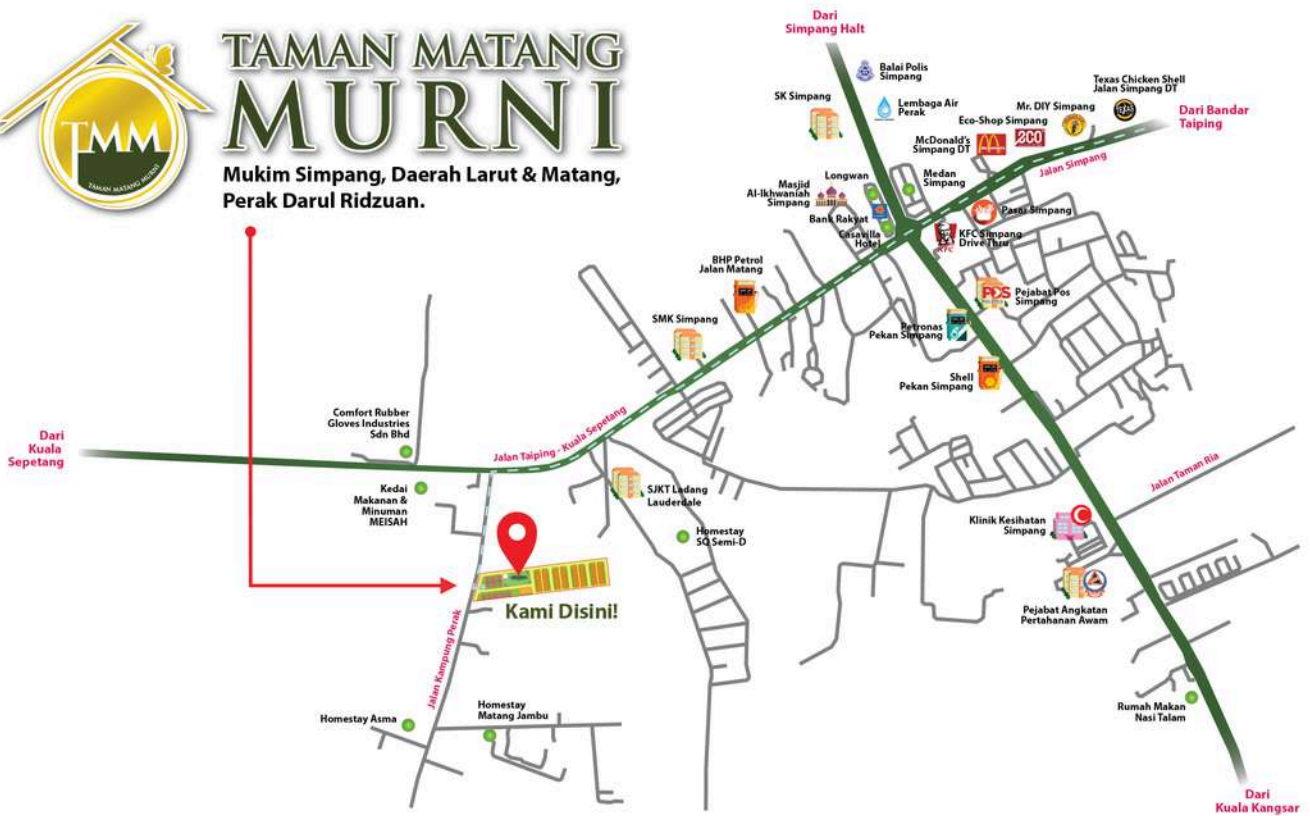 TAMAN MATANG
MURNI
TMM
TAMAN MATANG MURNI
Mukim Simpang, Daerah Larut & Matang,
Perak Darul Ridzuan.
Dari
Simpang Halt
Balai Polis
Simpang
SK Simpang
Lembaga Air
Perak
Texas Chicken Shell
Jalan Simpang DT
Mr. DIY Simpang
Eco-Shop Simpang
eco
McDonald's
Simpang DT
Dari Bandar
Taiping
Jalan Simpang
Longwan
Medan
Simpang
Masjid
Al-Ikhwaniah
Simpang
Bank Rakyat
Casavilla
Hotel
Pasar Simpang
KFC Simpang
Drive Thru
KFC
BHP Petrol
Jalan Matang
POS
Pejabat Pos
Simpang
SMK Simpang
Petronas
Pekan Simpang
Shell
Pekan Simpang
Comfort Rubber
Gloves Industries
Sdn Bhd
Dari
Kuala
Sepetang
Jalan Taiping - Kuala Sepetang
Kedai
Makanan &
Minuman
MEISAH
SJKT Ladang
Lauderdale
Jalan Taman Ria
Homestay
SQ Semi-D
Klinik Kesihatan
Simpang
Kami Disini!
Pejabat Angkatan
Pertahanan Awam
Jalan Kampung Perak
Homestay Asma
Homestay
Matang Jambu
Rumah Makan
Nasi Talam
Dari
Kuala Kangsar